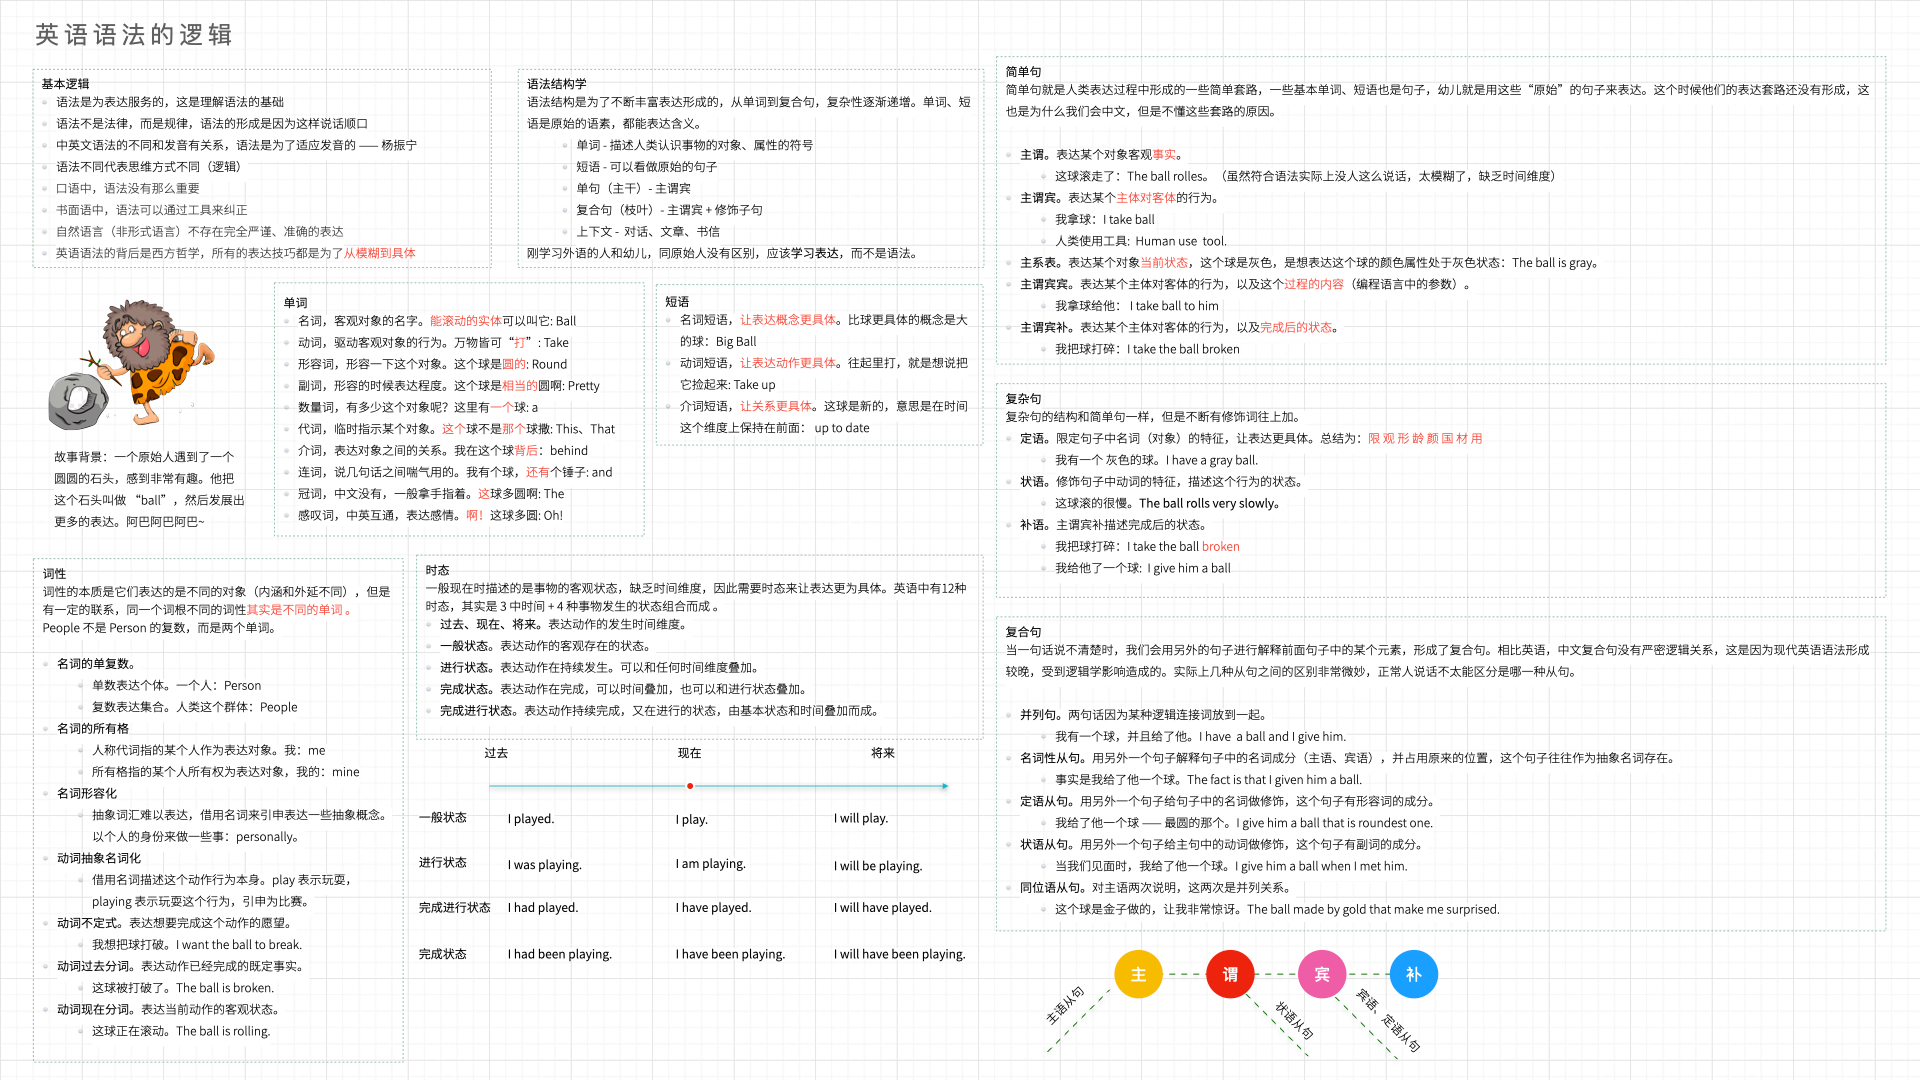 英语语法的逻辑
基本逻辑
语法是为表达服务的，这是理解语法的基础
语法不是法律，而是规律，语法的形成是因为这样说话顺口
中英文语法的不同和发音有关系，语法是为了适应发音的 —— 杨振宁
语法不同代表思维方式不同（逻辑）
口语中，语法没有那么重要
书面语中，语法可以通过工具来纠正
自然语言（非形式语言）不存在完全严谨、准确的表达
英语语法的背后是西方哲学，所有的表达技巧都是为了从模糊到具体
语法结构学
语法结构是为了不断丰富表达形成的，从单词到复合句，复杂性逐渐递增。单词、短
语是原始的语素，都能表达含义。
单词 - 描述人类认识事物的对象、属性的符号
短语 - 可以看做原始的句子
单句（主干）- 主谓宾
复合句（枝叶）- 主谓宾 + 修饰子句
上下文 - 对话、文章、书信
刚学习外语的人和幼儿，同原始人没有区别，应该学习表达，而不是语法。
故事背景：一个原始人遇到了一个
圆圆的石头，感到非常有趣。他把
这个石头叫做 “ball” ，然后发展出
更多的表达。阿巴阿巴阿巴~
单词
名词，客观对象的名字。能滚动的实体可以叫它: Ball
动词，驱动客观对象的行为。万物皆可 “打” : Take
形容词，形容一下这个对象。这个球是圆的: Round
副词，形容的时候表达程度。这个球是相当的圆啊: Pretty
数量词，有多少这个对象呢？这里有一个球: a
代词，临时指示某个对象。这个球不是那个球撒: This、That
介词，表达对象之间的关系。我在这个球背后：behind
连词，说几句话之间喘气用的。我有个球，还有个锤子: and
冠词，中文没有，一般拿手指着。这球多圆啊: The
感叹词，中英互通，表达感情。啊！这球多圆: Oh!
短语
名词短语，让表达概念更具体。比球更具体的概念是大
的球：Big Ball
动词短语，让表达动作更具体。往起里打，就是想说把
它捡起来: Take up
介词短语，让关系更具体。这球是新的，意思是在时间
这个维度上保持在前面： up to date
词性
词性的本质是它们表达的是不同的对象（内涵和外延不同），但是
有一定的联系，同一个词根不同的词性其实是不同的单词 。
People 不是 Person 的复数，而是两个单词。
名词的单复数。
单数表达个体。一个人：Person
复数表达集合。人类这个群体：People
名词的所有格
人称代词指的某个人作为表达对象。我：me
所有格指的某个人所有权为表达对象，我的：mine
名词形容化
抽象词汇难以表达，借用名词来引申表达一些抽象概念。
以个人的身份来做一些事：personally。
动词抽象名词化
借用名词描述这个动作行为本身。play 表示玩耍，
playing 表示玩耍这个行为，引申为比赛。
动词不定式。表达想要完成这个动作的愿望。
我想把球打破。I want the ball to break.
动词过去分词。表达动作已经完成的既定事实。
这球被打破了。The ball is broken.
动词现在分词。表达当前动作的客观状态。
这球正在滚动。The ball is rolling.
时态
一般现在时描述的是事物的客观状态，缺乏时间维度，因此需要时态来让表达更为具体。英语中有12种
时态，其实是 3 中时间 + 4 种事物发生的状态组合而成 。
过去、现在、将来。表达动作的发生时间维度。
一般状态。表达动作的客观存在的状态。
进行状态。表达动作在持续发生。可以和任何时间维度叠加。
完成状态。表达动作在完成，可以时间叠加，也可以和进行状态叠加。
完成进行状态。表达动作持续完成，又在进行的状态，由基本状态和时间叠加而成。
过去 现在 将来
一般状态 I played. I play. I will play.
进行状态 I was playing. I am playing. I will be playing.
完成进行状态 I had played. I have played. I will have played.
完成状态 I had been playing. I have been playing. I will have been playing.
简单句
简单句就是人类表达过程中形成的一些简单套路，一些基本单词、短语也是句子，幼儿就是用这些 “原始” 的句子来表达。这个时候他们的表达套路还没有形成，这
也是为什么我们会中文，但是不懂这些套路的原因。
主谓。表达某个对象客观事实。
这球滚走了：The ball rolles.（虽然符合语法实际上没人这么说话，太模糊了，缺乏时间维度）
主谓宾。表达某个主体对客体的行为。
我拿球：I take ball
人类使用工具: Human use tool.
主系表。表达某个对象当前状态，这个球是灰色，是想表达这个球的颜色属性处于灰色状态：The ball is gray。
主谓宾宾。表达某个主体对客体的行为，以及这个过程的内容（编程语言中的参数）。
我拿球给他： I take ball to him
主谓宾补。表达某个主体对客体的行为，以及完成后的状态。
我把球打碎：I take the ball broken
复杂句
复杂句的结构和简单句一样，但是不断有修饰词往上加。
定语。限定句子中名词（对象）的特征，让表达更具体。总结为：限 观 形 龄 颜 国 材 用
我有一个 灰色的球。I have a gray ball.
状语。修饰句子中动词的特征，描述这个行为的状态。
这球滚的很慢。The ball rolls very slowly。
补语。主谓宾补描述完成后的状态。
我把球打碎：I take the ball broken
我给他了一个球: I give him a ball
复合句
当一句话说不清楚时，我们会用另外的句子进行解释前面句子中的某个元素，形成了复合句。相比英语，中文复合句没有严密逻辑关系，这是因为现代英语语法形成
较晚，受到逻辑学影响造成的。实际上几种从句之间的区别非常微妙，正常人说话不太能区分是哪一种从句。
并列句。两句话因为某种逻辑连接词放到一起。
我有一个球，并且给了他。I have a ball and I give him.
名词性从句。用另外一个句子解释句子中的名词成分（主语、宾语），并占用原来的位置，这个句子往往作为抽象名词存在。
事实是我给了他一个球。The fact is that I given him a ball.
定语从句。用另外一个句子给句子中的名词做修饰，这个句子有形容词的成分。
我给了他一个球 —— 最圆的那个。I give him a ball that is roundest one.
状语从句。用另外一个句子给主句中的动词做修饰，这个句子有副词的成分。
当我们见面时，我给了他一个球。I give him a ball when I met him.
同位语从句。对主语两次说明，这两次是并列关系。
这个球是金子做的，让我非常惊讶。The ball made by gold that make me surprised.
主 谓 宾 补
主语从句
状语从句
宾语、定语从句